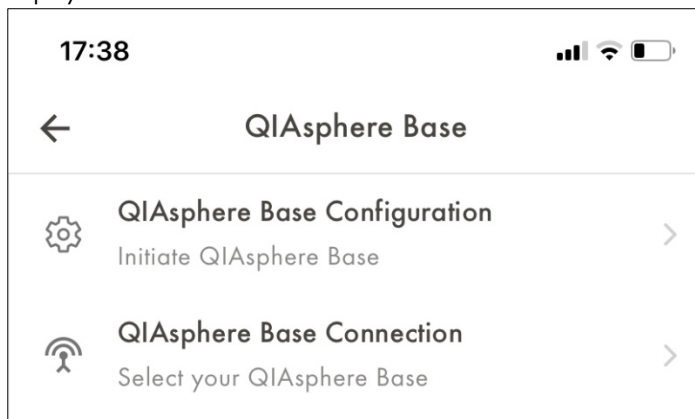 17:38
QIAsphere Base
QIAsphere Base Configuration
Initiate QIAsphere Base
QIAsphere Base Connection
Select your QIAsphere Base